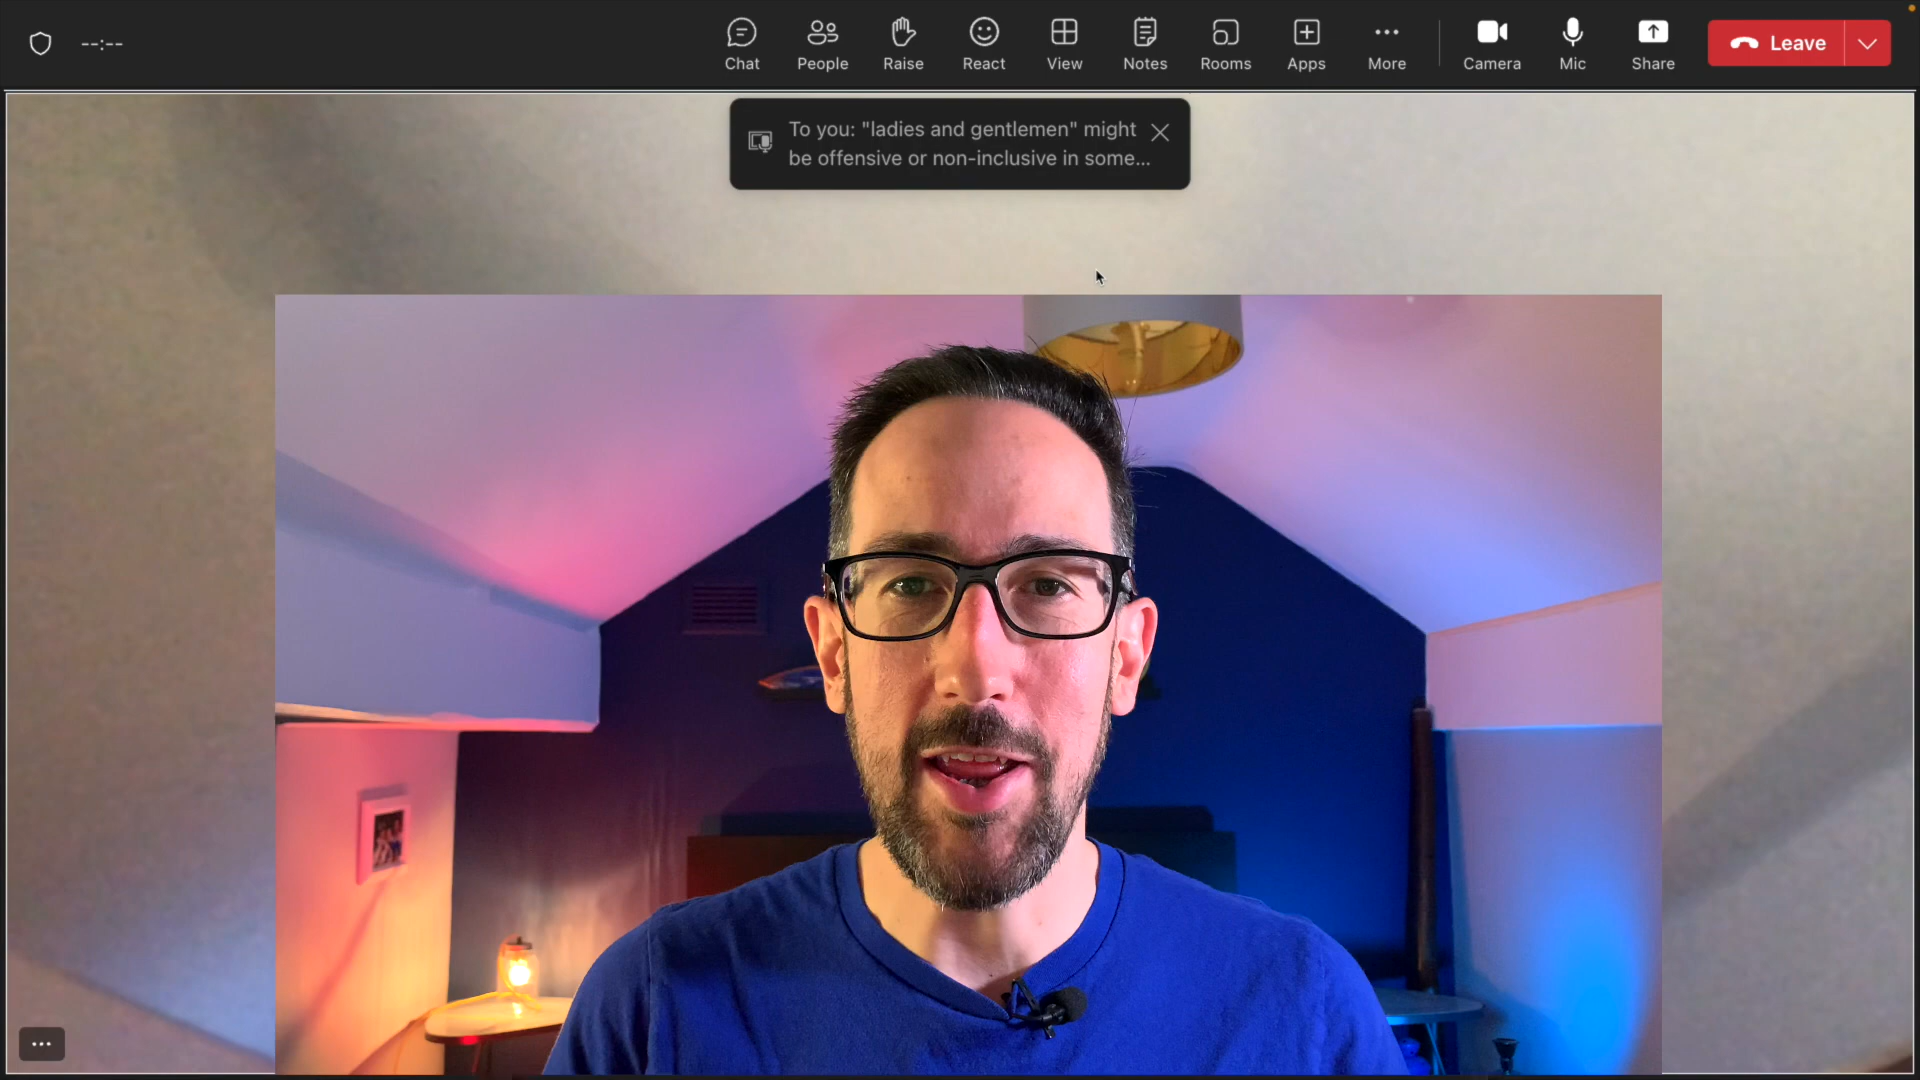 --:--
Chat
People
Raise
React
View
Notes
Rooms
Apps
More
Camera
Mic
Share
Leave
To you: "ladies and gentlemen" might
be offensive or non-inclusive in some...